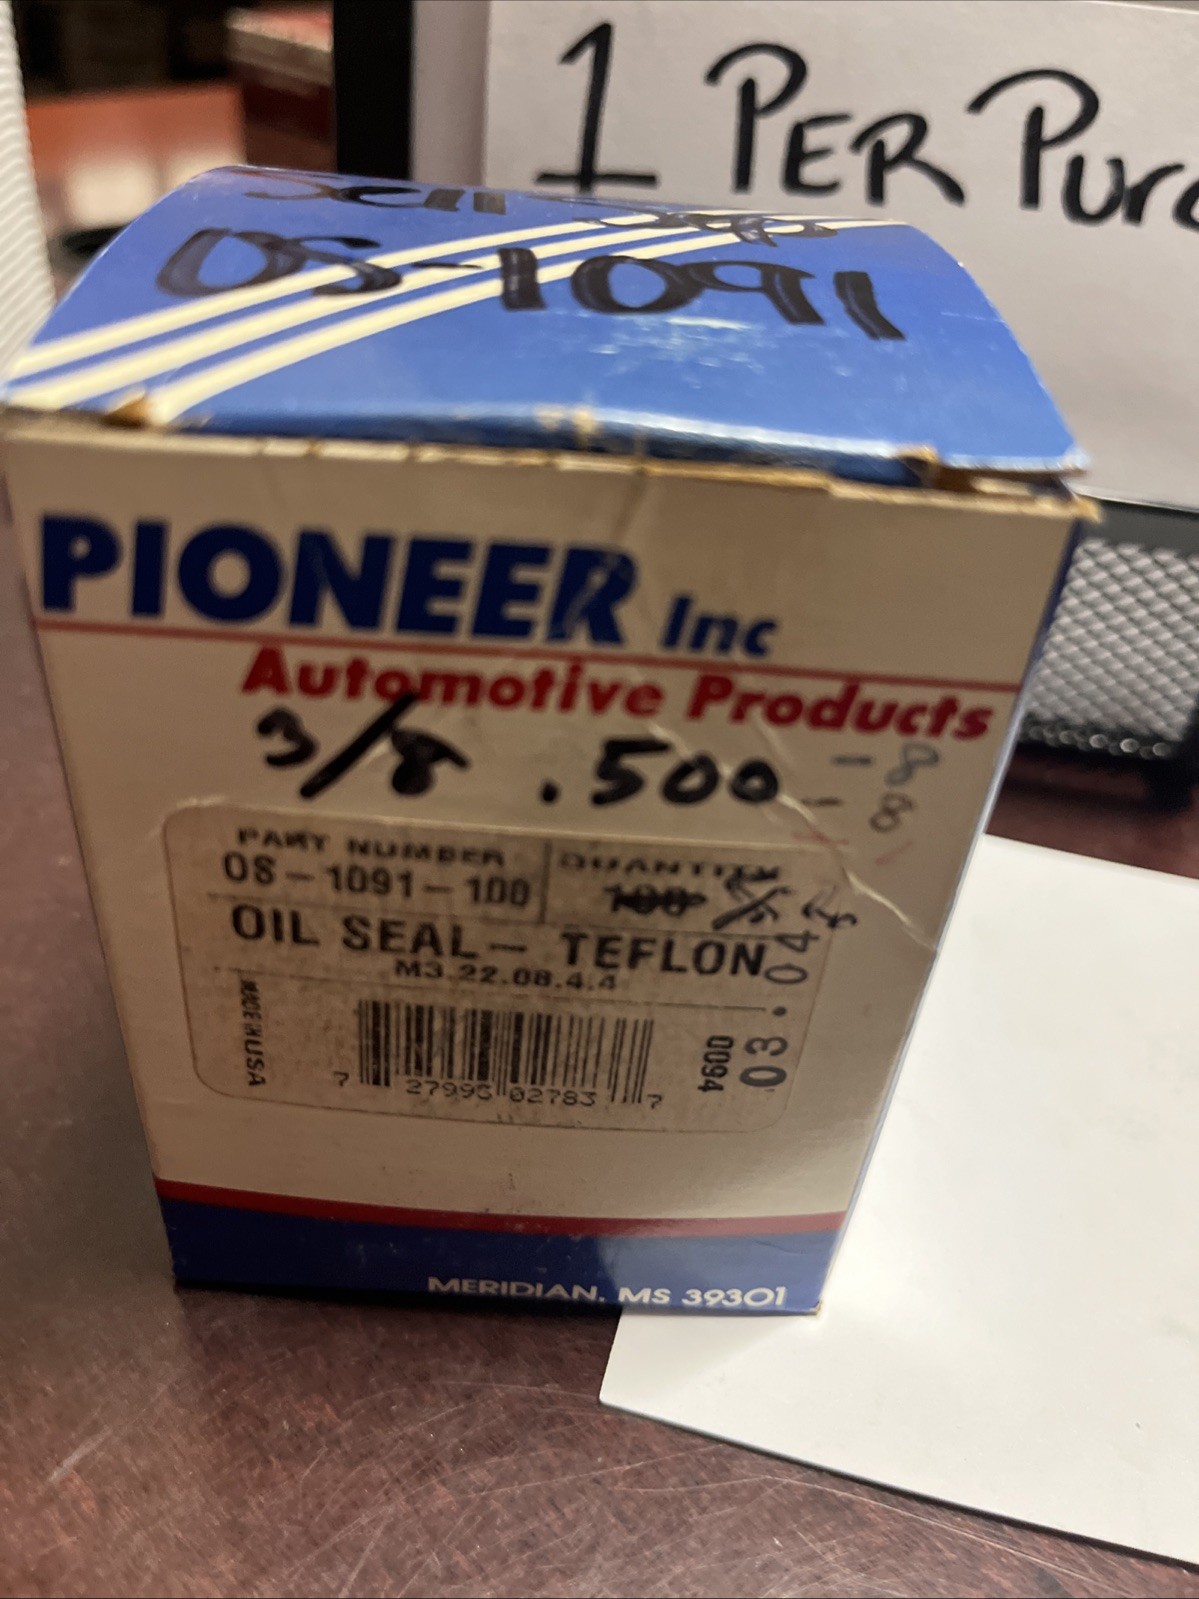 1 PER Purc
OS-1091
PIONEER Inc
Automotive Products
3/8 .500
PART NUMBER
OS-1091-100
QUANTITY
100
OIL SEAL- TEFLON
M3.22.08.4.4
MADE IN USA
7 27993 02783 7
0094
03.04
MERIDIAN, MS 39301